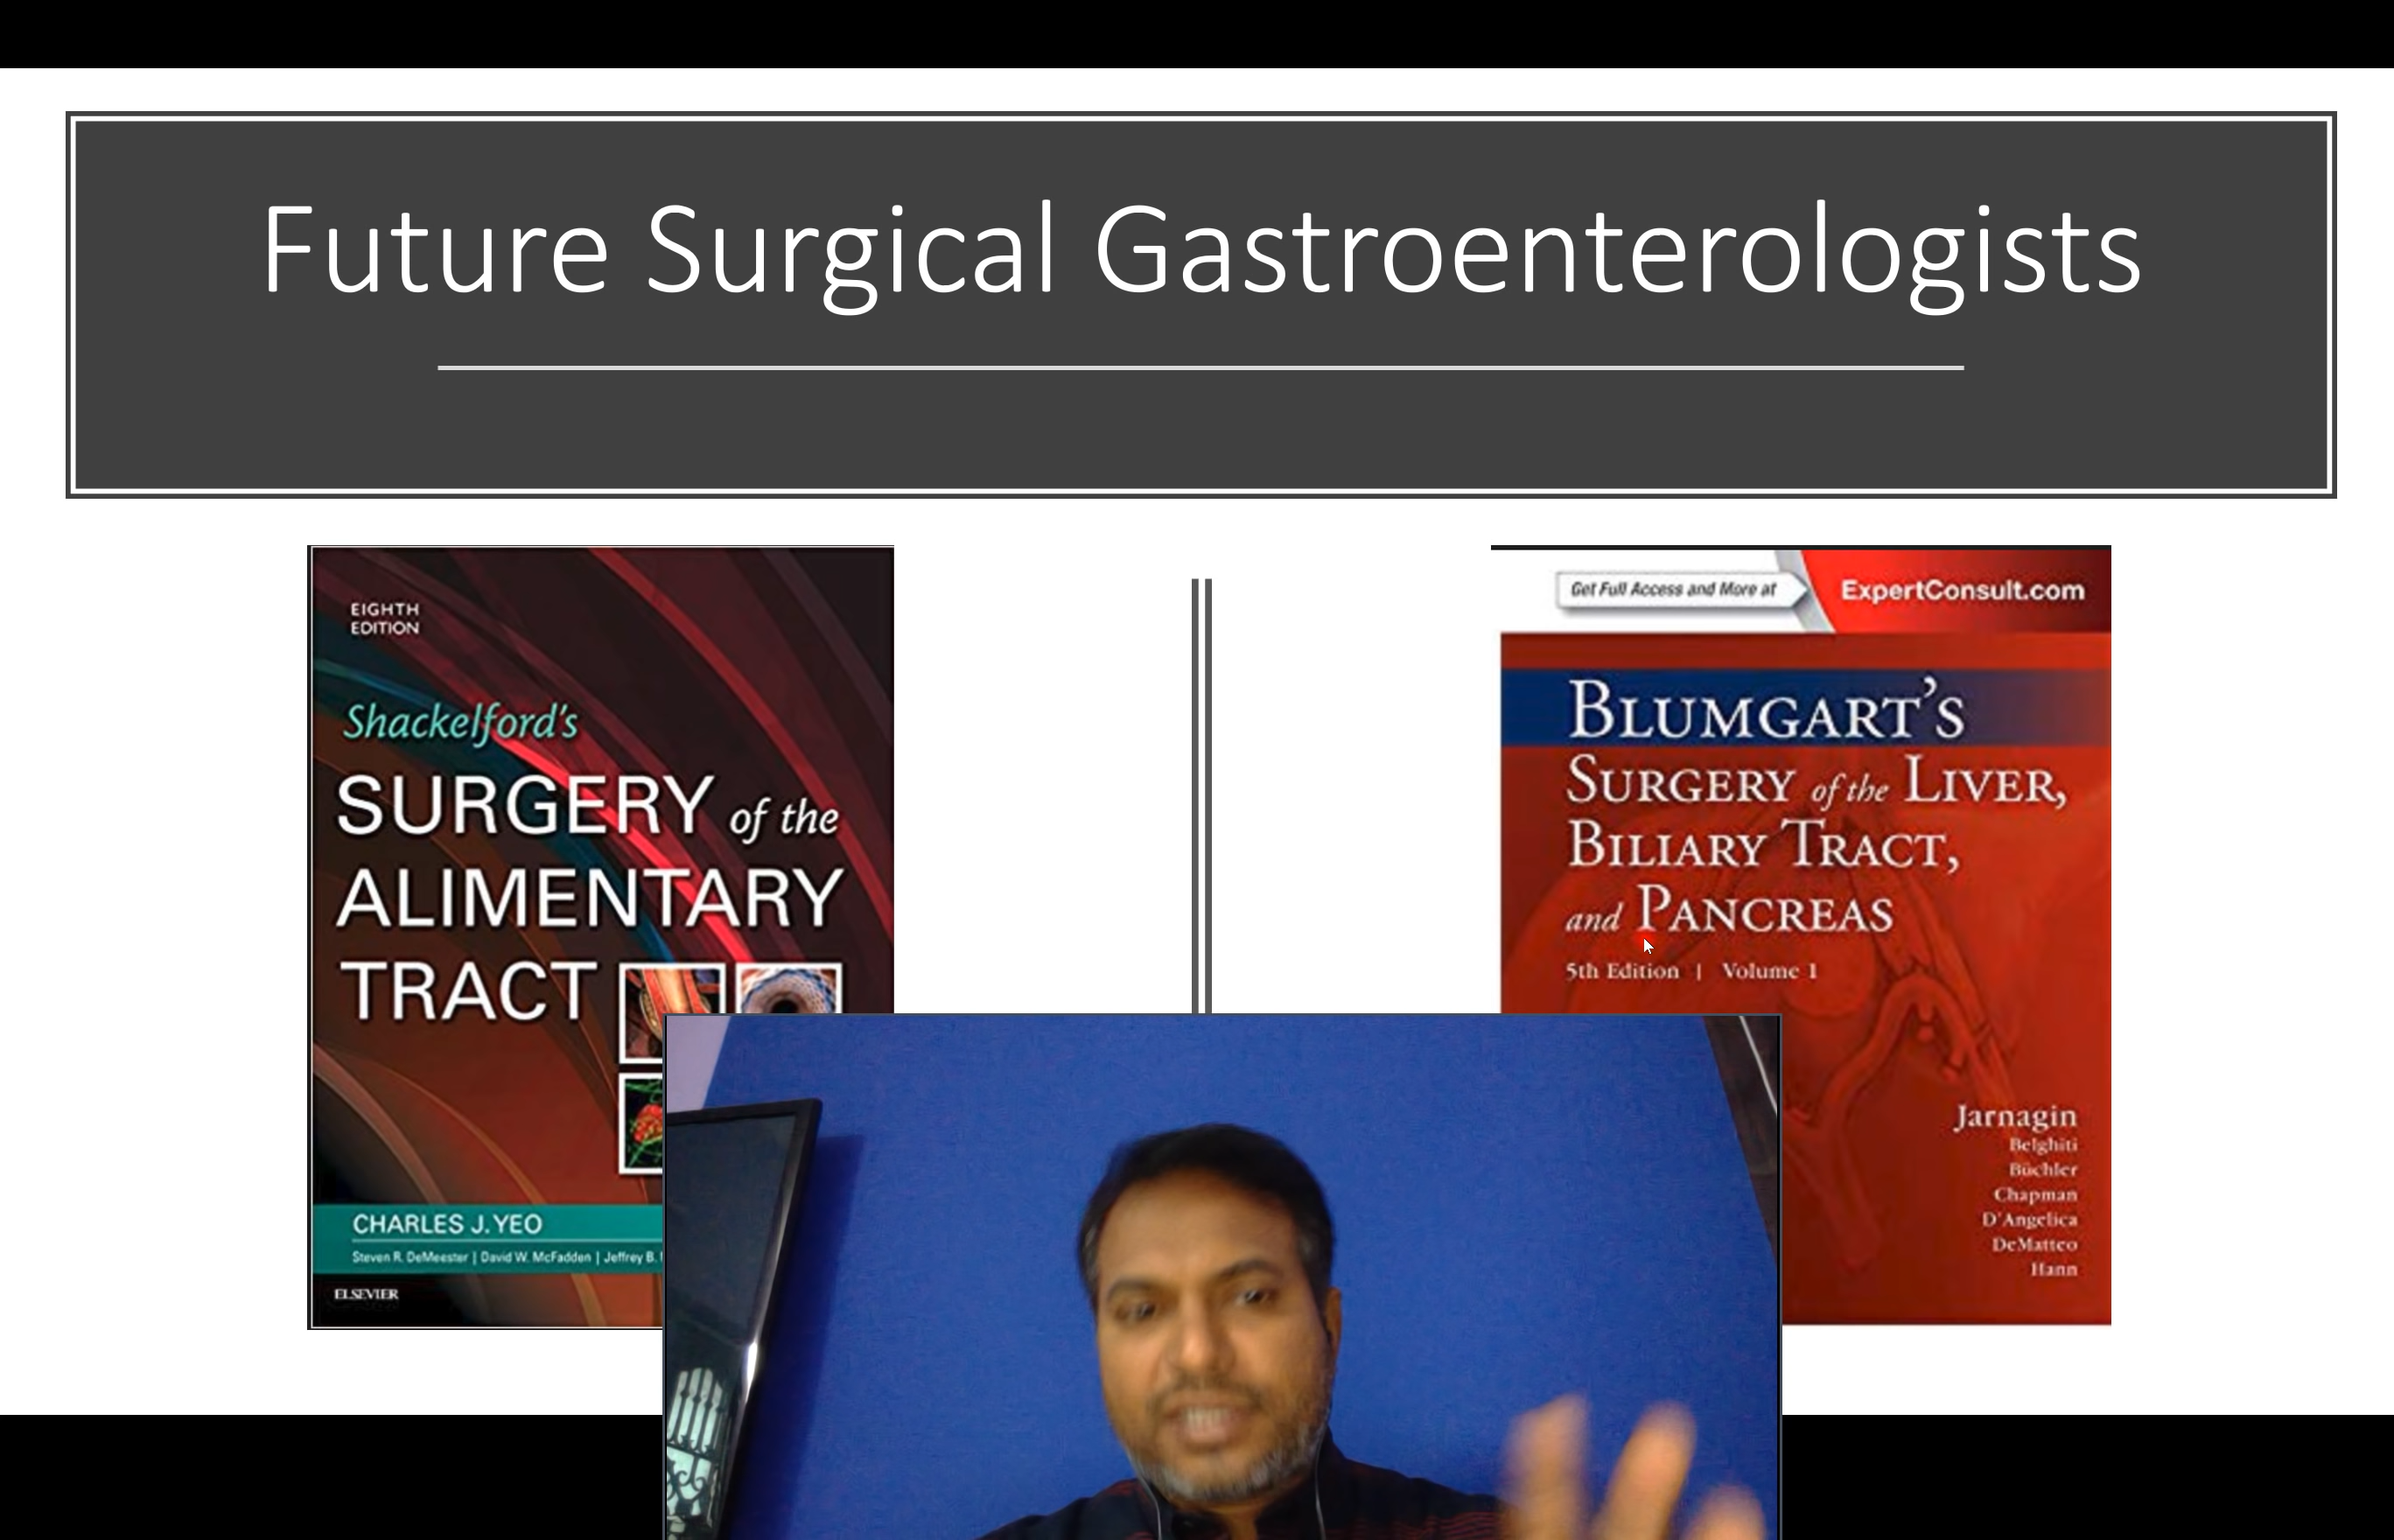 Future Surgical Gastroenterologists
EIGHTH
EDITION
Shackelford's
SURGERY of the
ALIMENTARY
TRACT
CHARLES J. YEO
Steven R. DeMeester | David W. McFadden | Jeffrey B.
ELSEVIER
Get Full Access and More at
ExpertConsult.com
BLUMGART'S
SURGERY of the LIVER,
BILIARY TRACT,
and PANCREAS
5th Edition | Volume 1
Jarnagin
Belghiti
Büchler
Chapman
D'Angelica
DeMatteo
Hann